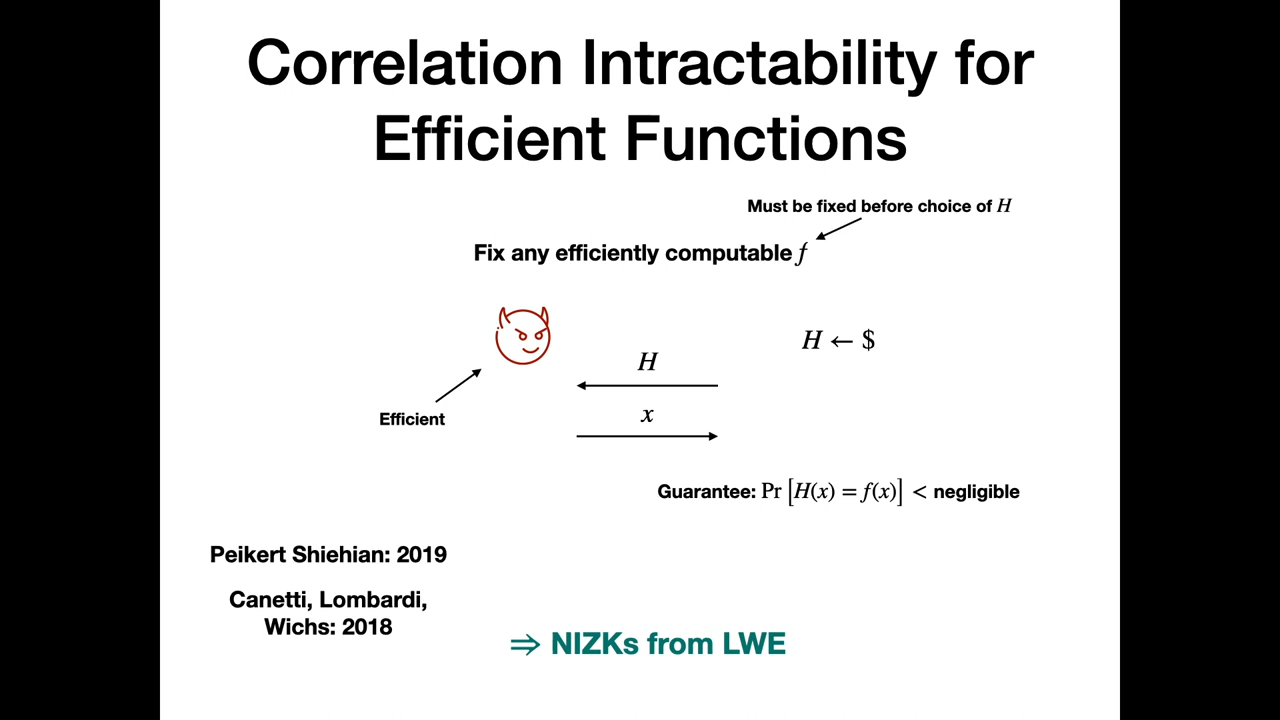 Correlation Intractability for
Efficient Functions
Must be fixed before choice of H
Fix any efficiently computable f
H ← $
H
Efficient
x
Guarantee: Pr [H(x) = f(x)] < negligible
Peikert Shiehian: 2019
Canetti, Lombardi,
Wichs: 2018
⇒ NIZKs from LWE